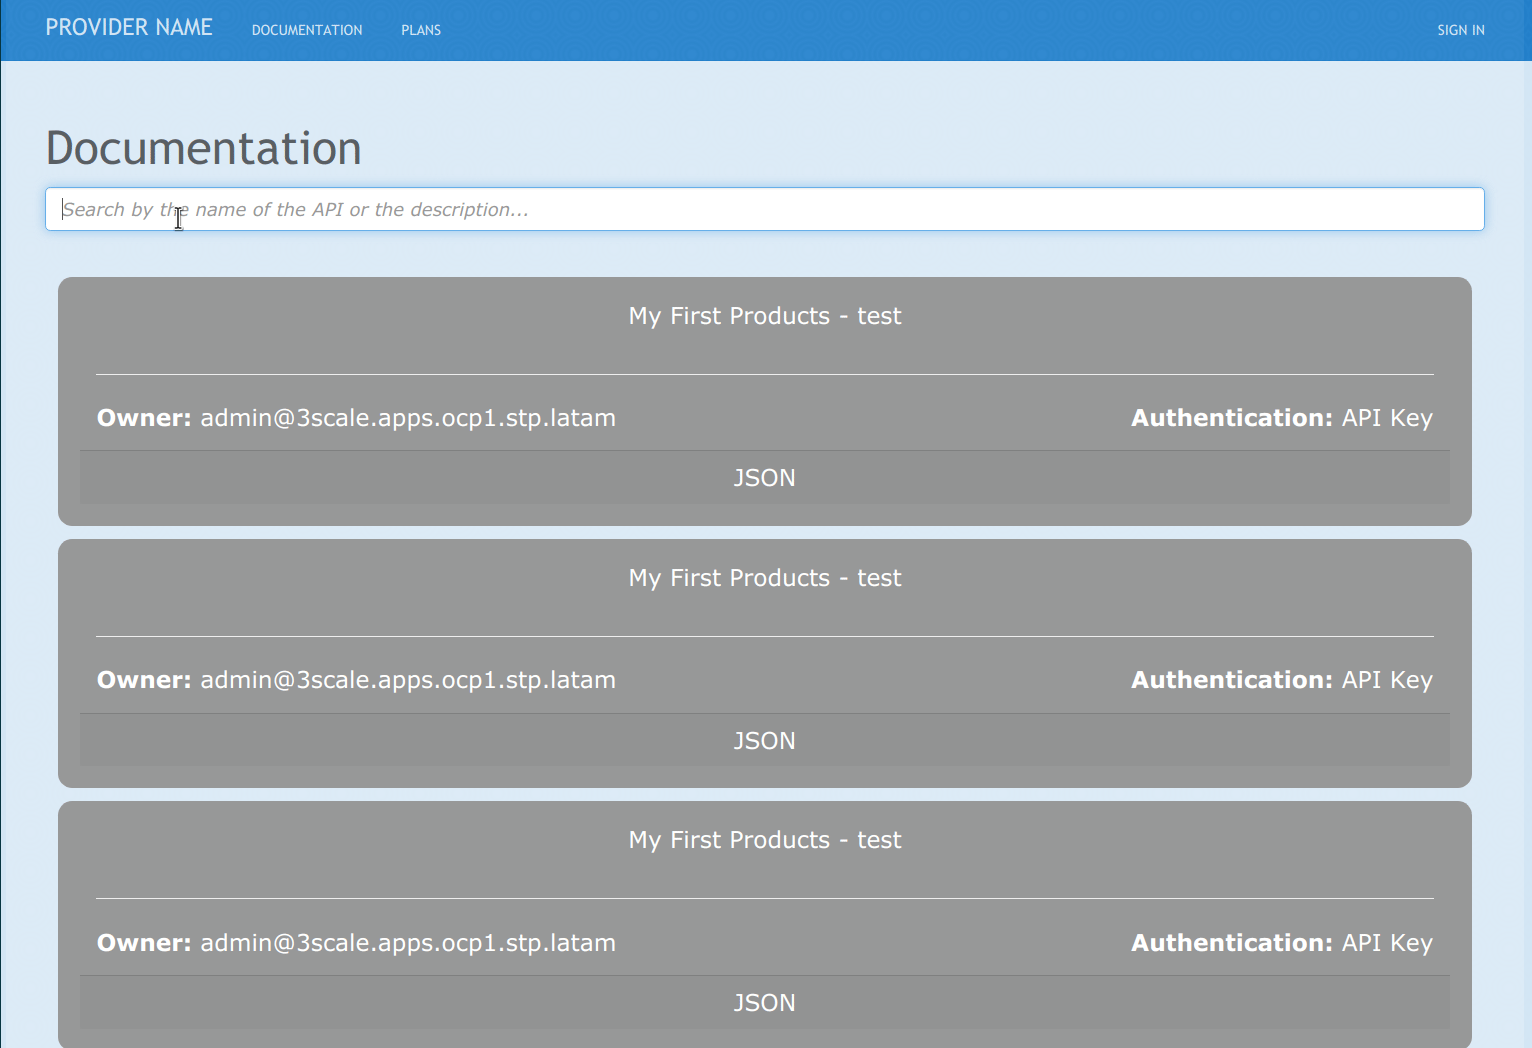 PROVIDER NAME DOCUMENTATION PLANS SIGN IN
Documentation
Search by the name of the API or the description...
My First Products - test
Owner: admin@3scale.apps.ocp1.stp.latam Authentication: API Key
JSON
My First Products - test
Owner: admin@3scale.apps.ocp1.stp.latam Authentication: API Key
JSON
My First Products - test
Owner: admin@3scale.apps.ocp1.stp.latam Authentication: API Key
JSON